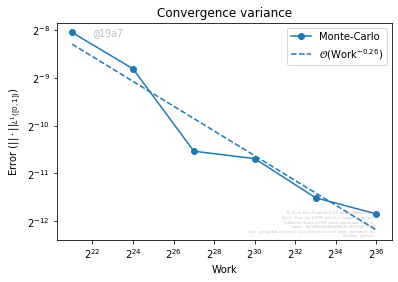 Convergence variance
@19a7
Monte-Carlo
𝒪(Work^−0.26)
Error (||·||_L¹([0,1]))
2^−8
2^−9
2^−10
2^−11
2^−12
2^22 2^24 2^26 2^28 2^30 2^32 2^34 2^36
Work